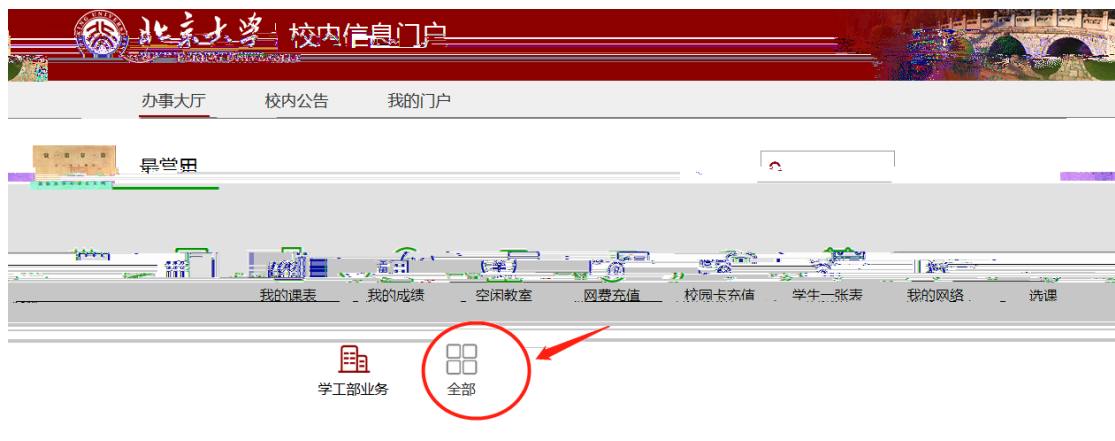 北京大学 校内信息门户
办事大厅 校内公告 我的门户
最常用
我的课表 我的成绩 空闲教室 网费充值 校园卡充值 学生一张表 我的网络 选课
学工部业务 全部